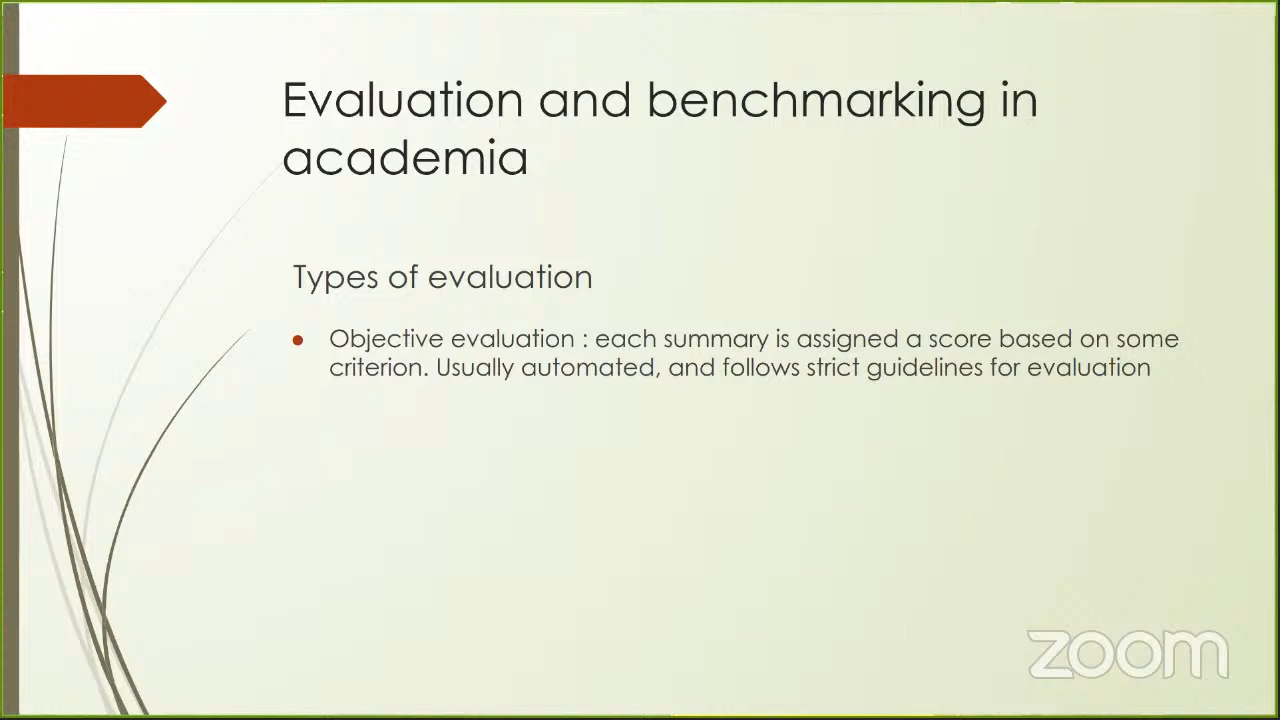 Evaluation and benchmarking in
academia
Types of evaluation
Objective evaluation : each summary is assigned a score based on some
criterion. Usually automated, and follows strict guidelines for evaluation
zoom